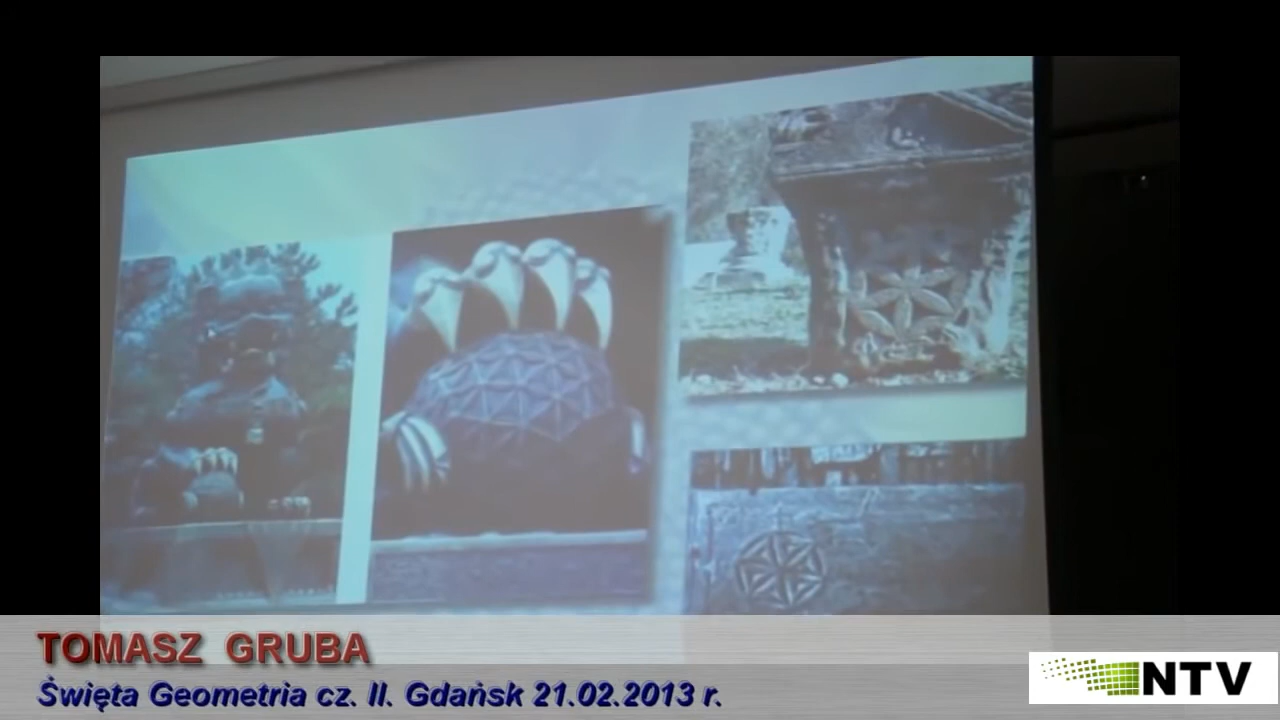 TOMASZ GRUBA
Święta Geometria cz. II. Gdańsk 21.02.2013 r.
NTV